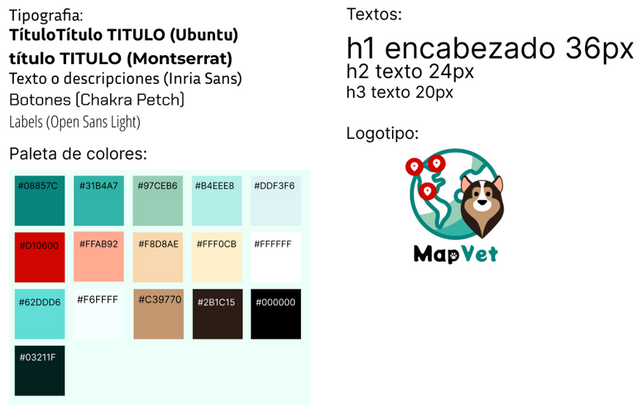 Tipografia:
TítuloTítulo TITULO (Ubuntu)
título TITULO (Montserrat)
Texto o descripciones (Inria Sans)
Botones (Chakra Petch)
Labels (Open Sans Light)
Paleta de colores:
#08857C #31B4A7 #97CEB6 #B4EEE8 #DDF3F6
#D10600 #FFAB92 #F8D8AE #FFF0CB #FFFFFF
#62DDD6 #F6FFFF #C39770 #2B1C15 #000000
#03211F
Textos:
h1 encabezado 36px
h2 texto 24px
h3 texto 20px
Logotipo:
MapVet